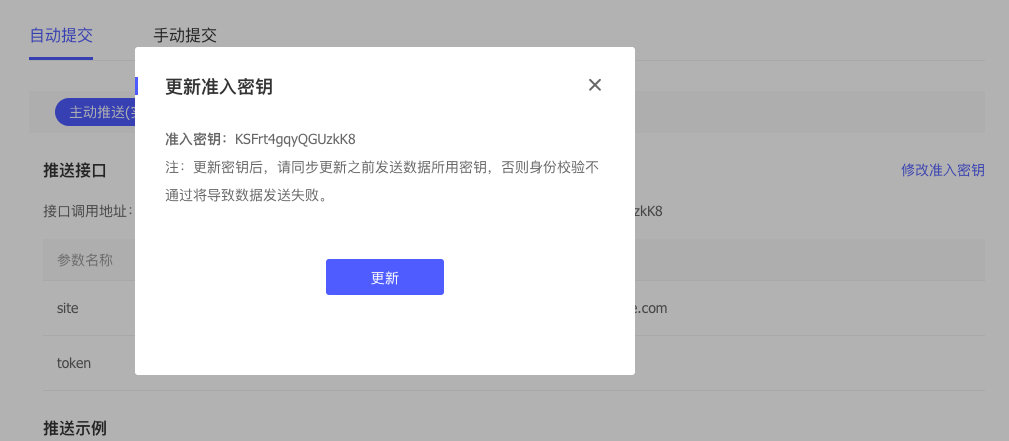 自动提交 手动提交
更新准入密钥
主动推送(
准入密钥：KSFrt4gqyQGUzkK8
注：更新密钥后，请同步更新之前发送数据所用密钥，否则身份校验不
通过将导致数据发送失败。
更新
推送接口 修改准入密钥
接口调用地址: zkK8
参数名称
site e.com
token
推送示例